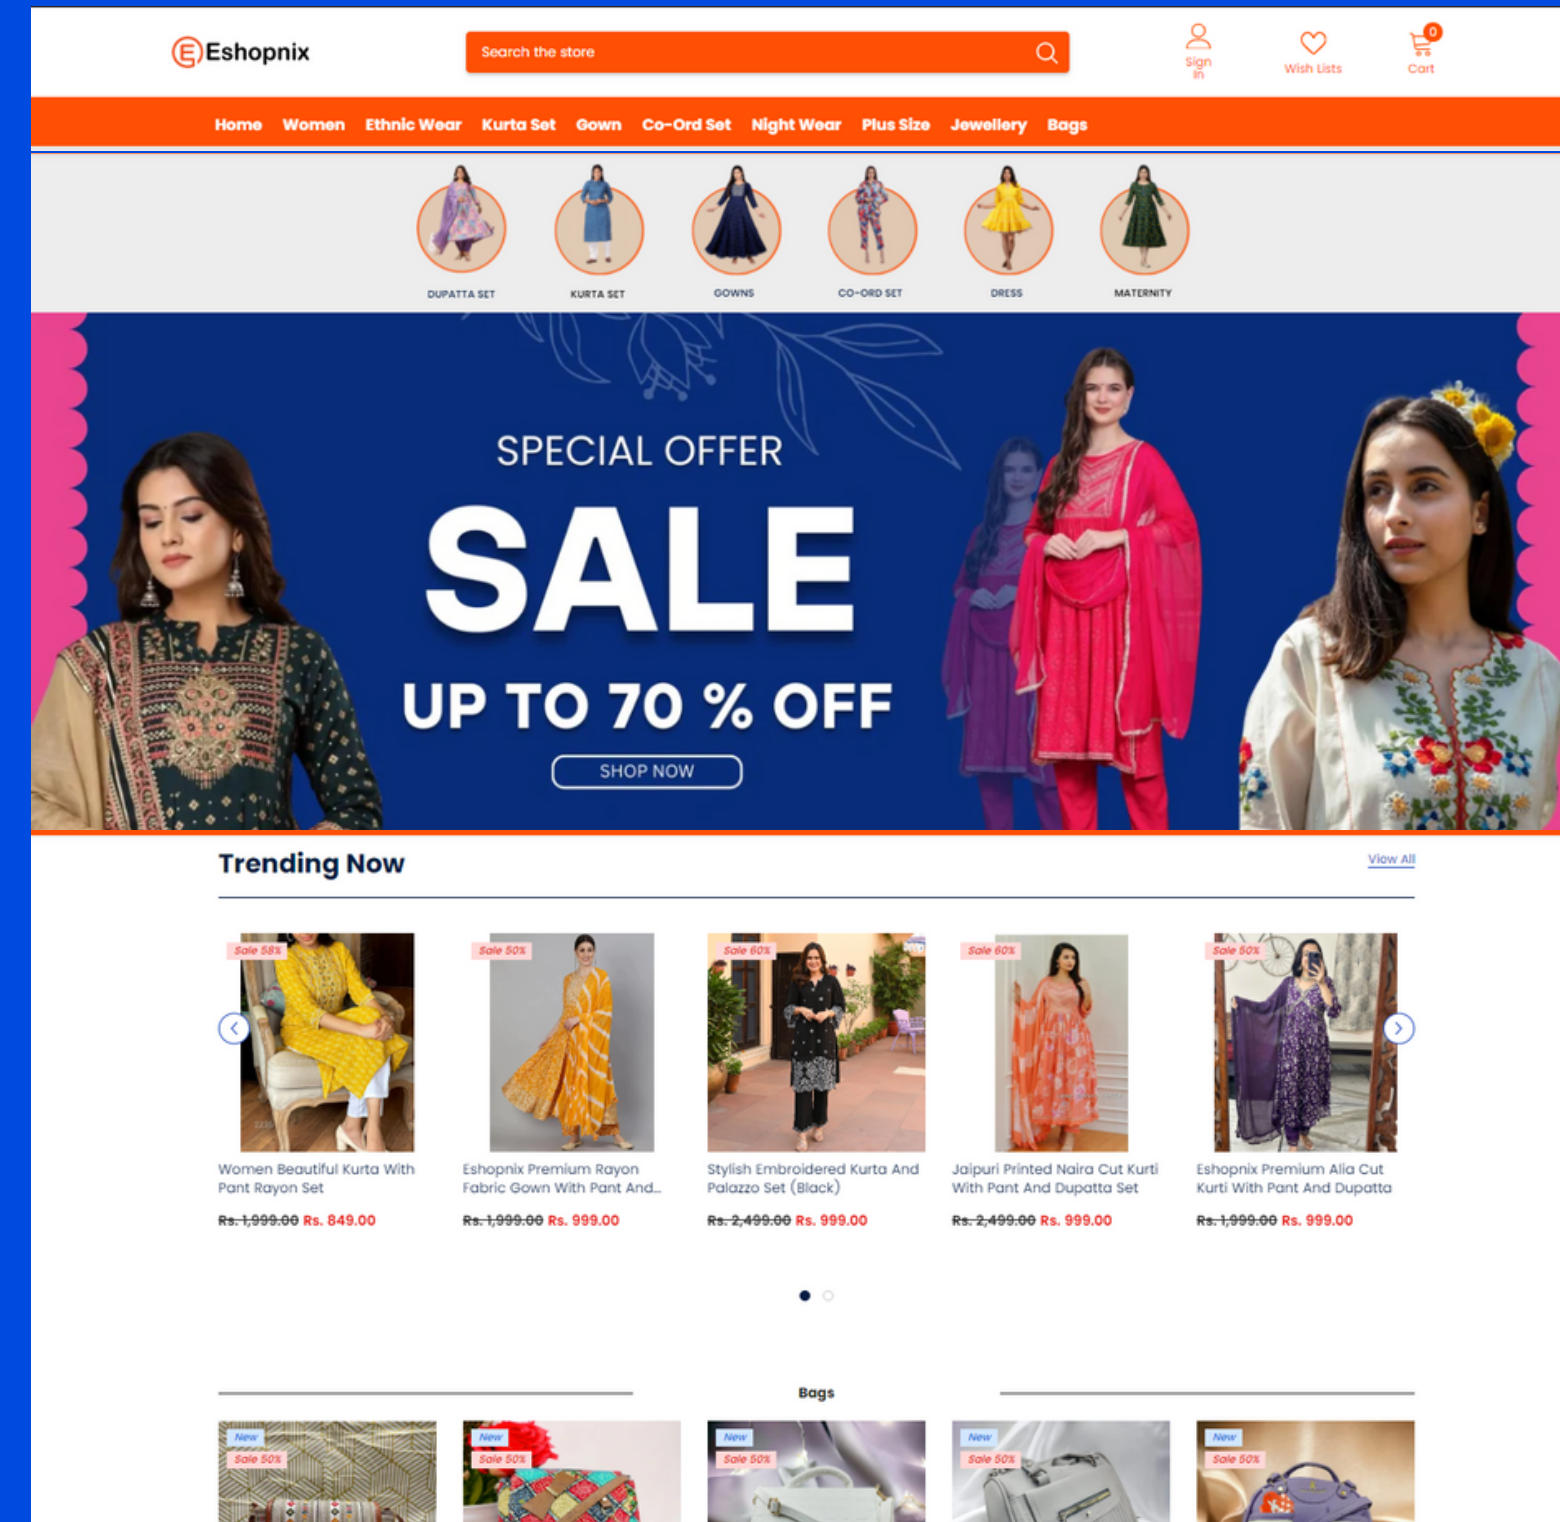 Eshopnix
Search the store
Sign In
Wish Lists
0
Cart
Home Women Ethnic Wear Kurta Set Gown Co-Ord Set Night Wear Plus Size Jewellery Bags
DUPATTA SET
KURTA SET
GOWNS
CO-ORD SET
DRESS
MATERNITY
SPECIAL OFFER
SALE
UP TO 70 % OFF
SHOP NOW
Trending Now
View All
Sale 58%
Sale 50%
Sale 60%
Sale 60%
Sale 50%
Women Beautiful Kurta With
Pant Rayon Set
Rs. 1,999.00 Rs. 849.00
Eshopnix Premium Rayon
Fabric Gown With Pant And...
Rs. 1,999.00 Rs. 999.00
Stylish Embroidered Kurta And
Palazzo Set (Black)
Rs. 2,499.00 Rs. 999.00
Jaipuri Printed Naira Cut Kurti
With Pant And Dupatta Set
Rs. 2,499.00 Rs. 999.00
Eshopnix Premium Alia Cut
Kurti With Pant And Dupatta
Rs. 1,999.00 Rs. 999.00
Bags
New
Sale 50%
New
Sale 50%
New
Sale 50%
New
Sale 50%
New
Sale 50%